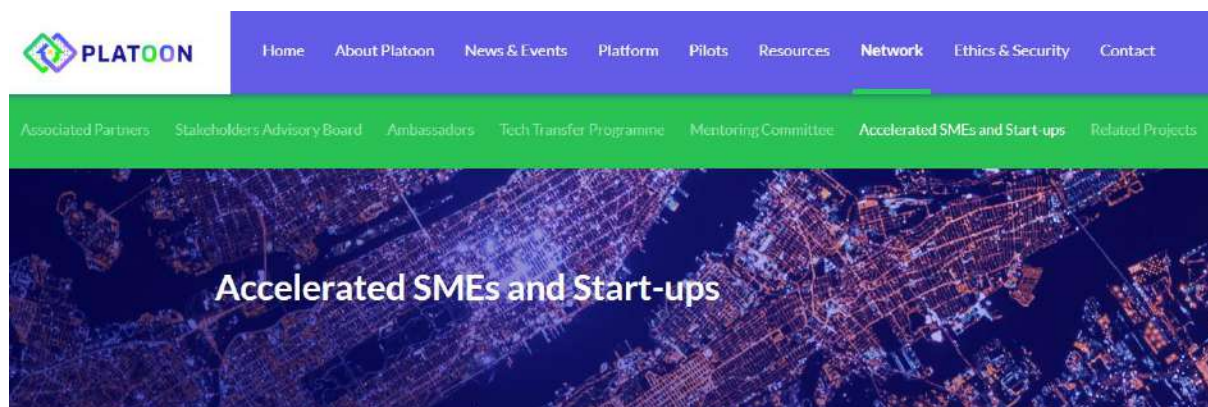 PLATOON
Home About Platoon News & Events Platform Pilots Resources Network Ethics & Security Contact
Associated Partners Stakeholders Advisory Board Ambassadors Tech Transfer Programme Mentoring Committee Accelerated SMEs and Start-ups Related Projects
Accelerated SMEs and Start-ups